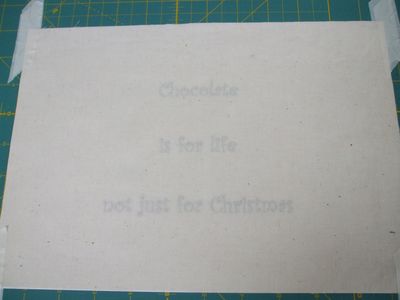 Chocolate
is for life
not just for Christmas